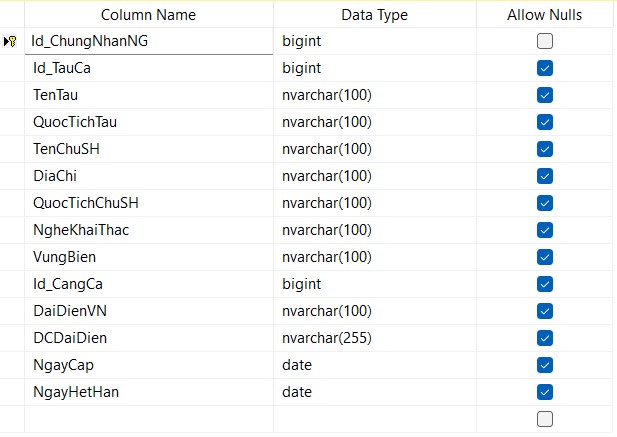 Column Name Data Type Allow Nulls
Id_ChungNhanNG bigint
Id_TauCa bigint
TenTau nvarchar(100)
QuocTichTau nvarchar(100)
TenChuSH nvarchar(100)
DiaChi nvarchar(100)
QuocTichChuSH nvarchar(100)
NgheKhaiThac nvarchar(100)
VungBien nvarchar(100)
Id_CangCa bigint
DaiDienVN nvarchar(100)
DCDaiDien nvarchar(255)
NgayCap date
NgayHetHan date